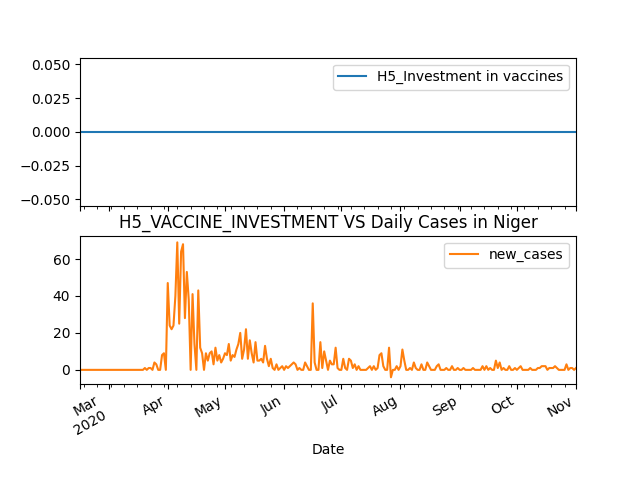 0.050
0.025
0.000
−0.025
−0.050
H5_Investment in vaccines
H5_VACCINE_INVESTMENT VS Daily Cases in Niger
60
40
20
0
new_cases
Mar
2020
Apr
May
Jun
Jul
Aug
Sep
Oct
Nov
Date